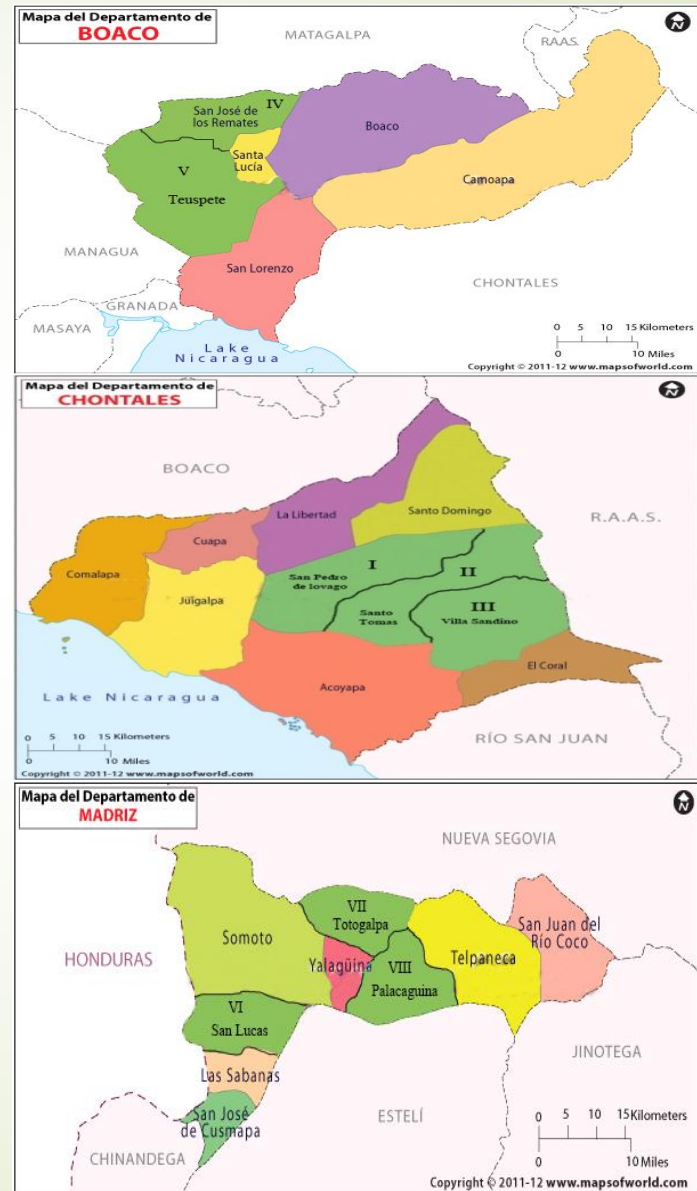 Mapa del Departamento de
BOACO
MATAGALPA
RAAS
N
IV
San José de
los Remates
Boaco
Santa
Lucía
V
Teuspete
Camoapa
MANAGUA
San Lorenzo
CHONTALES
GRANADA
MASAYA
Lake
Nicaragua
0 5 10 15 Kilometers
0 10 Miles
Copyright © 2011-12 www.mapsofworld.com
Mapa del Departamento de
CHONTALES
N
BOACO
La Libertad
Santo Domingo
R.A.A.S.
Cuapa
Comalapa
I
II
San Pedro
de lovago
Juigalpa
Santo
Tomas
III
Villa Sandino
El Coral
Acoyapa
Lake Nicaragua
RÍO SAN JUAN
0 5 10 15 Kilometers
0 10 Miles
Copyright © 2011-12 www.mapsofworld.com
Mapa del Departamento de
MADRIZ
N
NUEVA SEGOVIA
VII
Totogalpa
San Juan del
Río Coco
Somoto
Telpaneca
HONDURAS
Yalagüina
VIII
Palacaguina
VI
San Lucas
JINOTEGA
Las Sabanas
San José
de Cusmapa
ESTELÍ
CHINANDEGA
0 5 10 15Kilometers
0 10 Miles
Copyright © 2011-12 www.mapsofworld.com